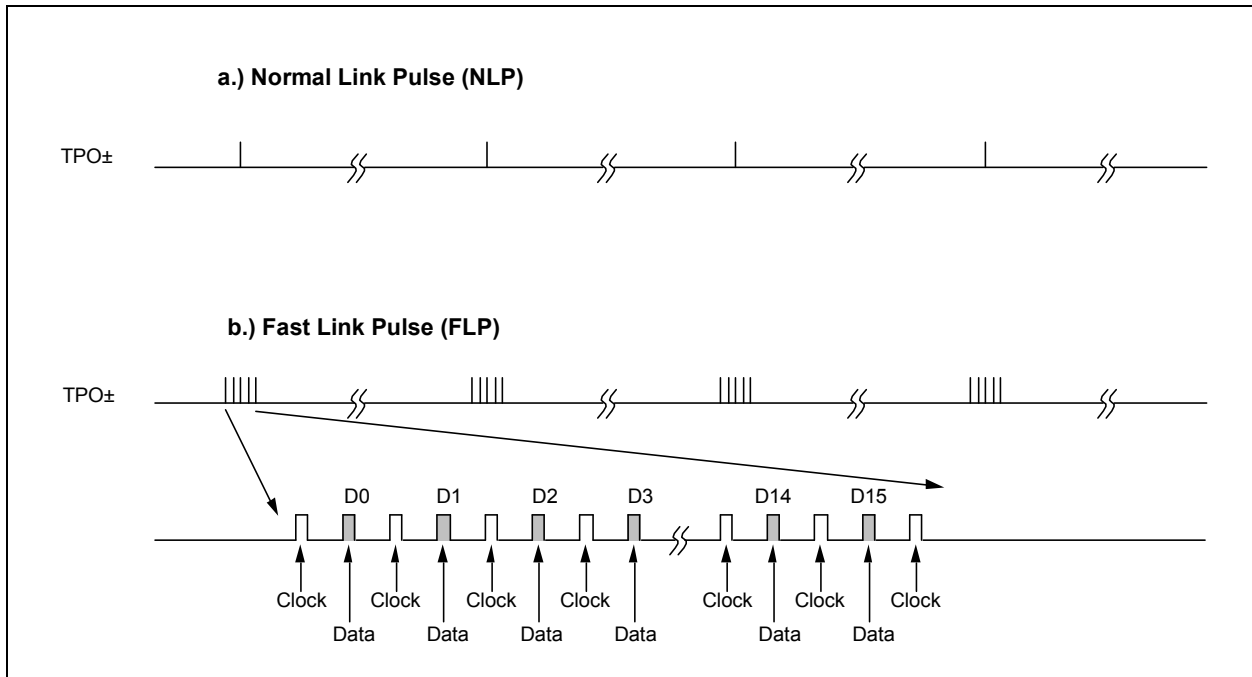 a.) Normal Link Pulse (NLP)
TPO±
b.) Fast Link Pulse (FLP)
TPO±
D0 D1 D2 D3 D14 D15
Clock Clock Clock Clock Clock Clock Clock
Data Data Data Data Data Data